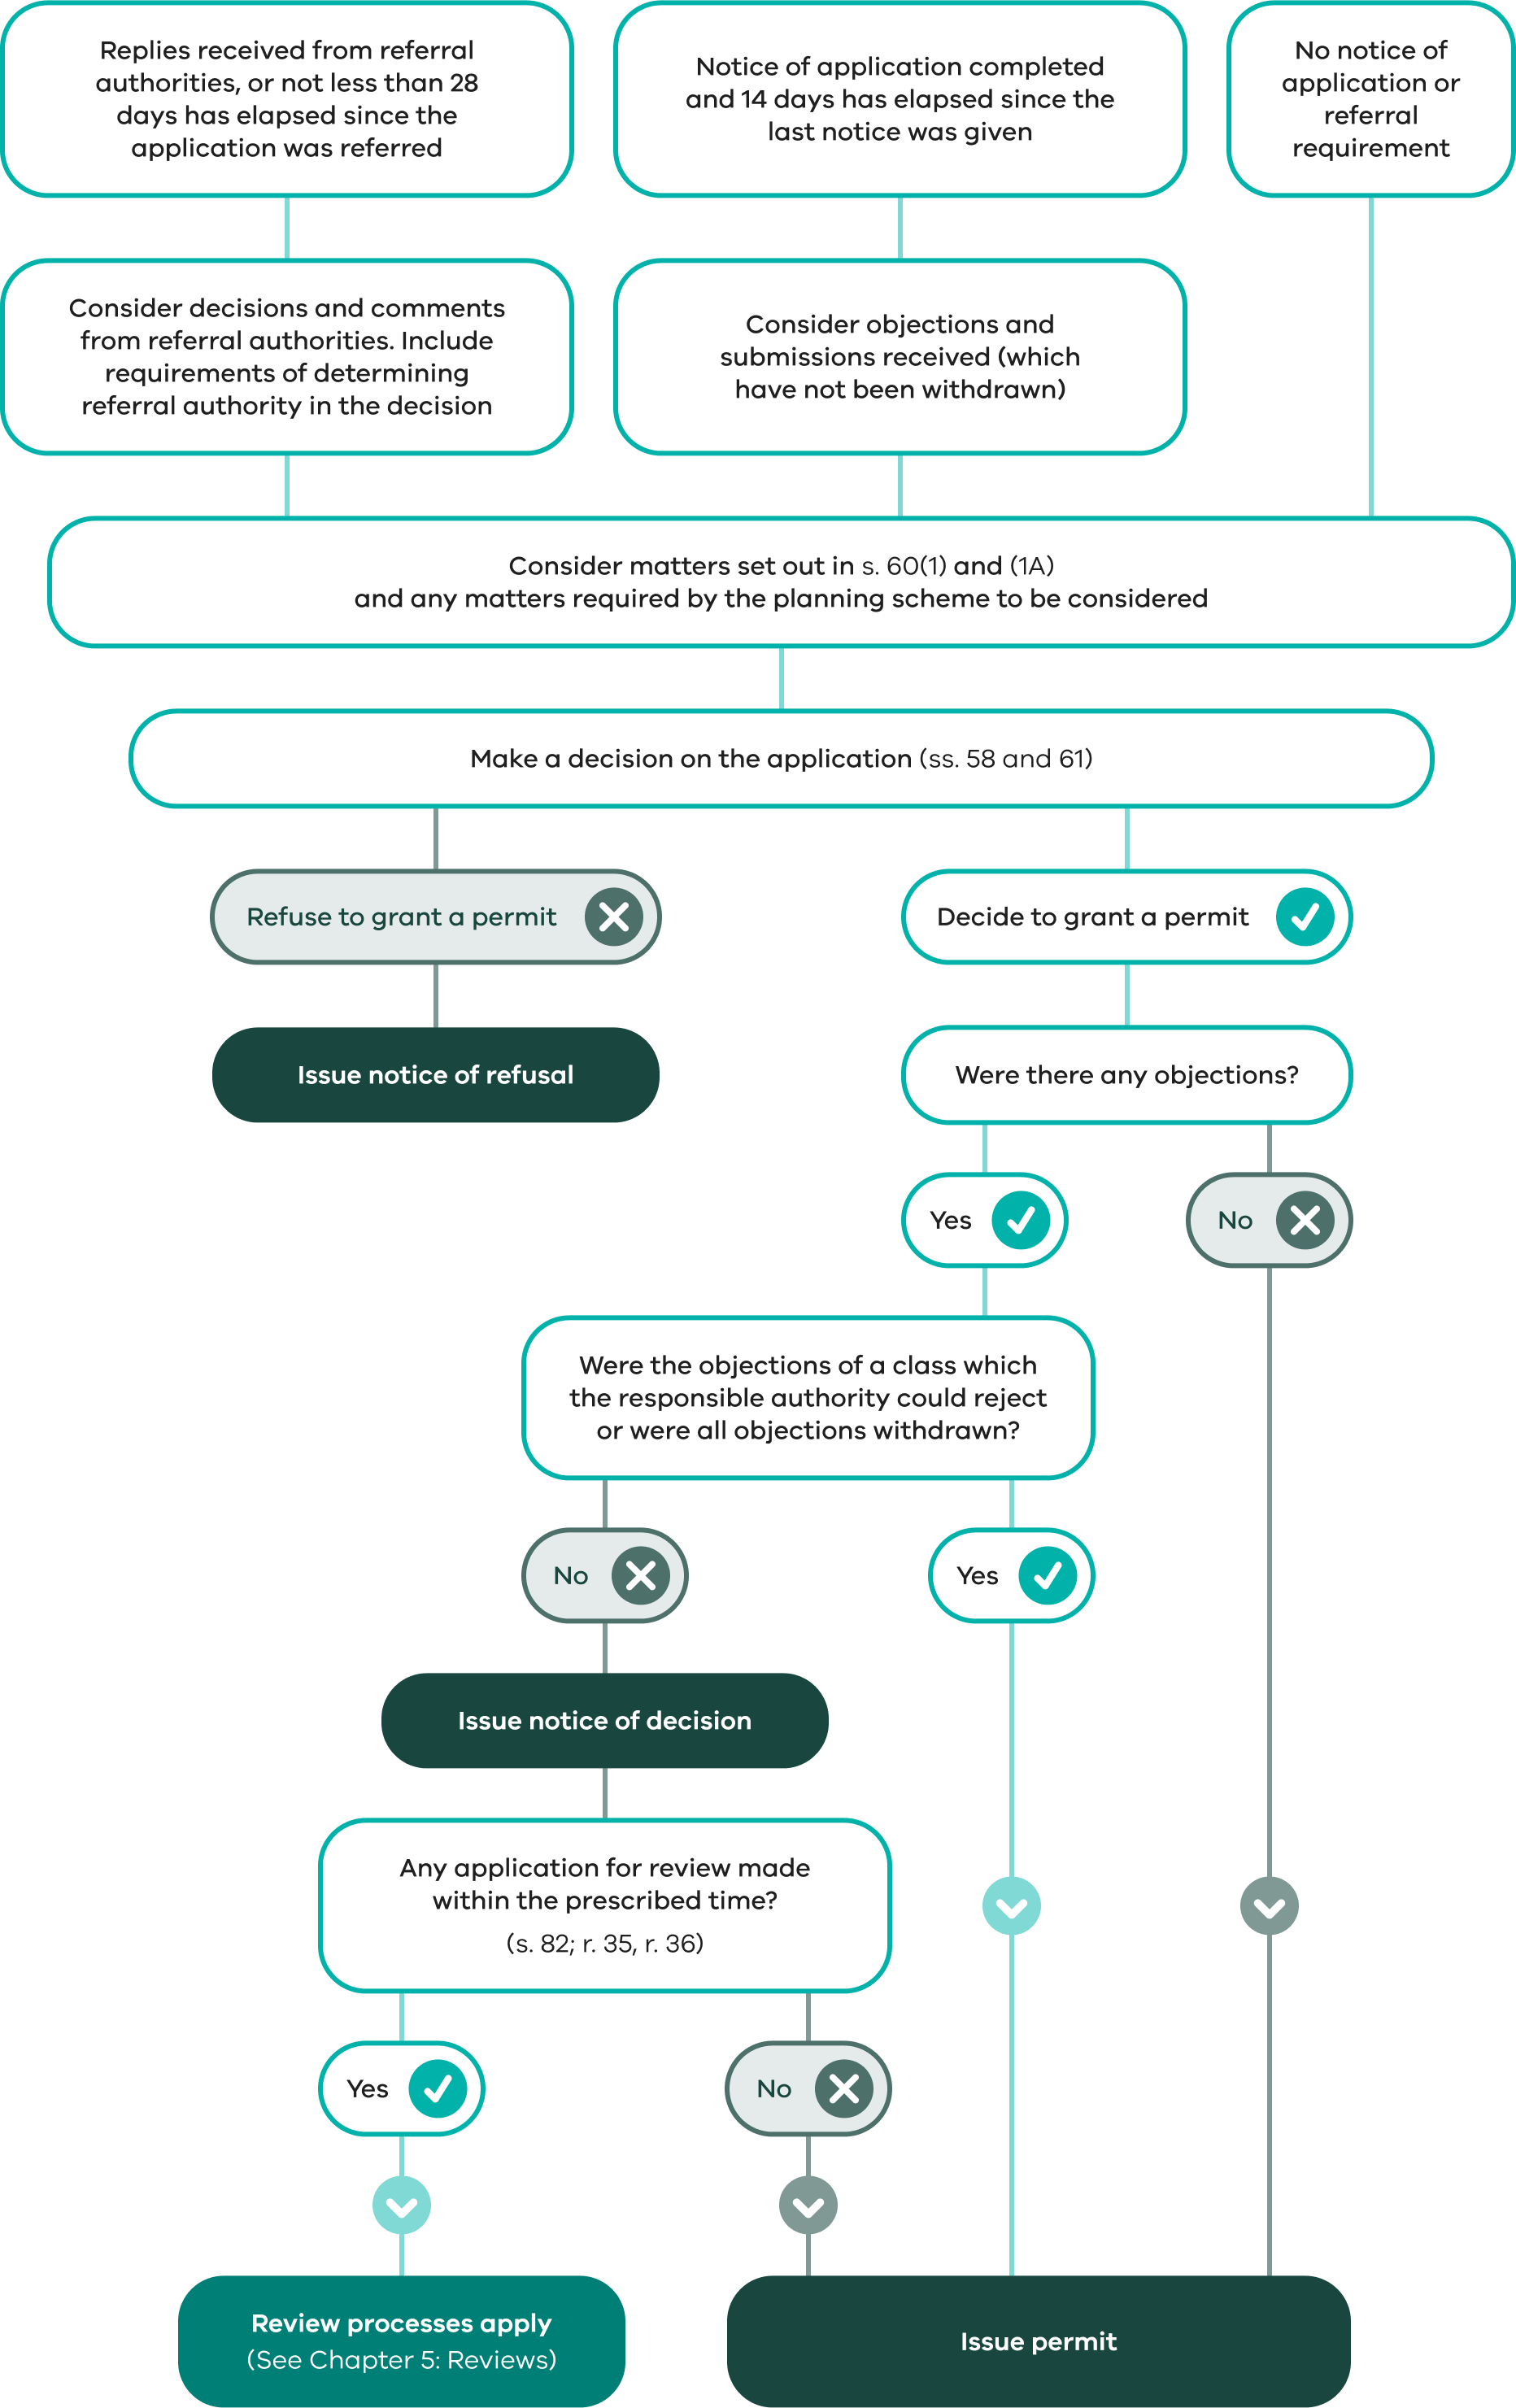 Replies received from referral
authorities, or not less than 28
days has elapsed since the
application was referred
Notice of application completed
and 14 days has elapsed since the
last notice was given
No notice of
application or
referral
requirement
Consider decisions and comments
from referral authorities. Include
requirements of determining
referral authority in the decision
Consider objections and
submissions received (which
have not been withdrawn)
Consider matters set out in s. 60(1) and (1A)
and any matters required by the planning scheme to be considered
Make a decision on the application (ss. 58 and 61)
Refuse to grant a permit
Decide to grant a permit
Issue notice of refusal
Were there any objections?
Yes
No
Were the objections of a class which
the responsible authority could reject
or were all objections withdrawn?
No
Yes
Issue notice of decision
Any application for review made
within the prescribed time?
(s. 82; r. 35, r. 36)
Yes
No
Review processes apply
(See Chapter 5: Reviews)
Issue permit